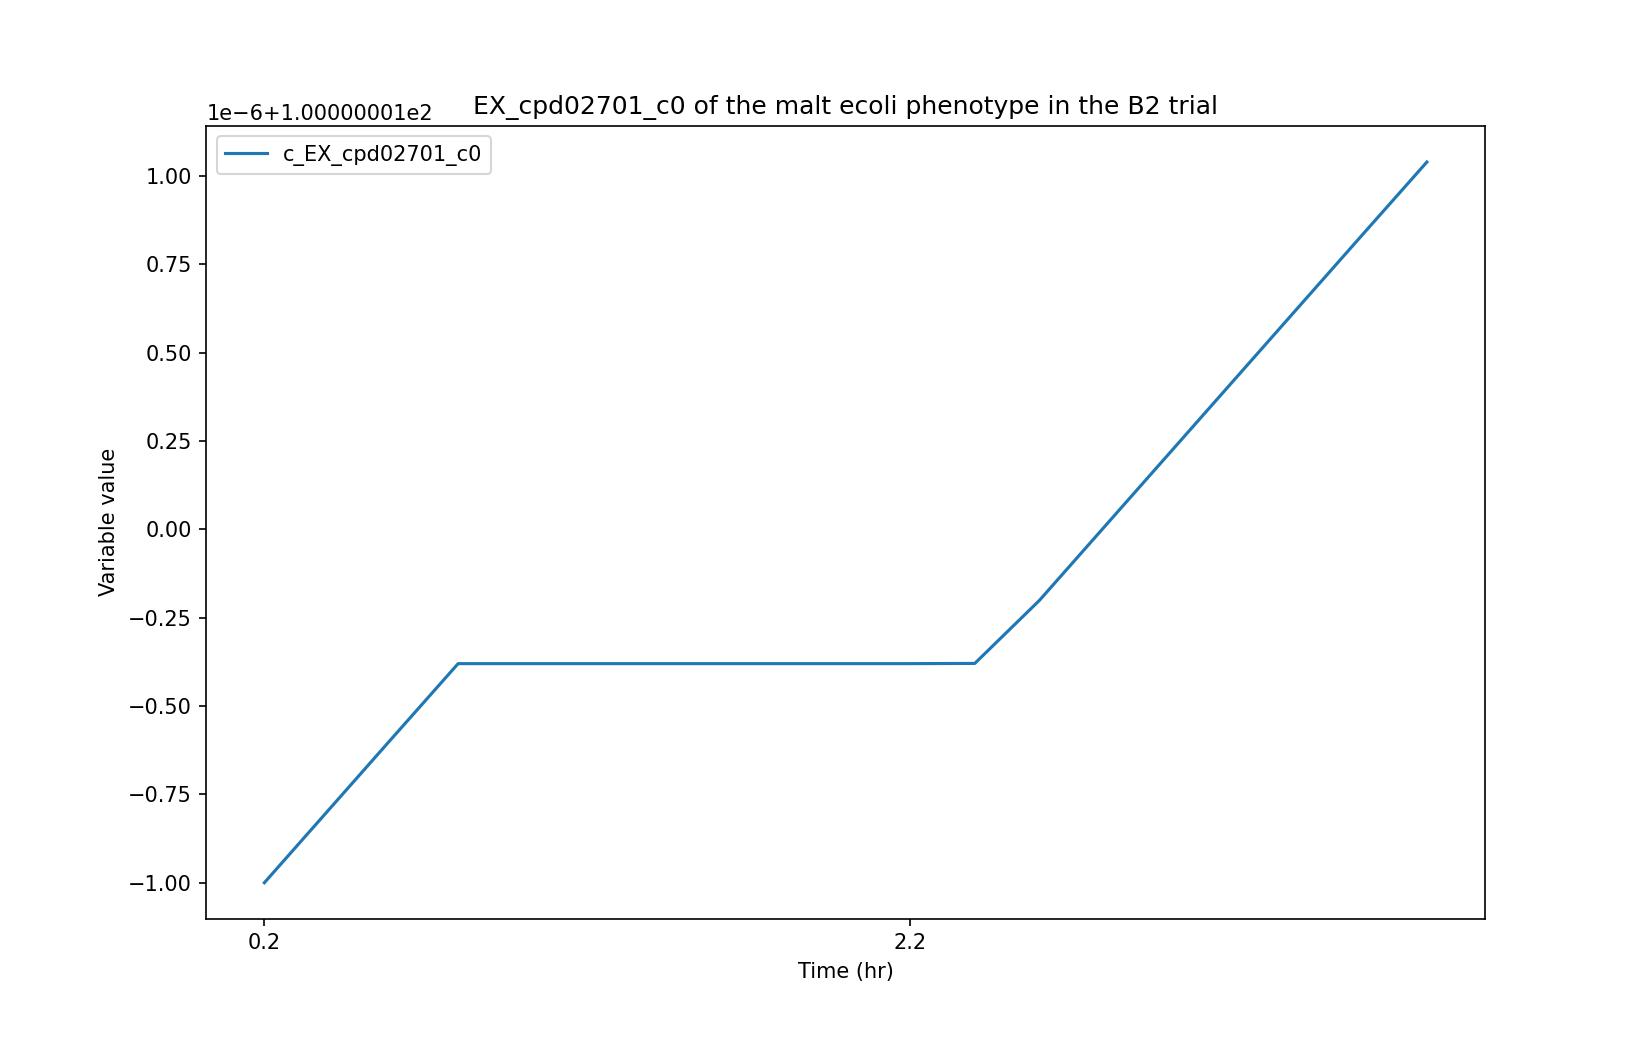 EX_cpd02701_c0 of the malt ecoli phenotype in the B2 trial
1e−6+1.00000001e2
c_EX_cpd02701_c0
1.00
0.75
0.50
0.25
0.00
−0.25
−0.50
−0.75
−1.00
Variable value
0.2
2.2
Time (hr)